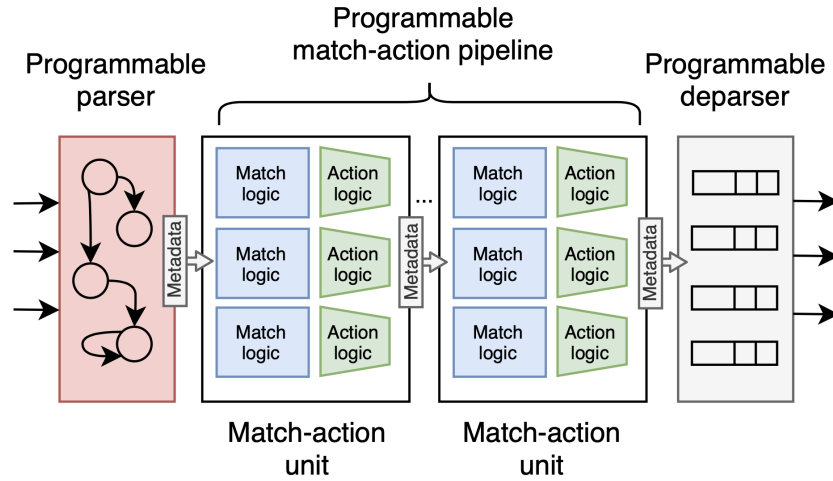 Programmable
match-action pipeline
Programmable
parser
Programmable
deparser
Metadata
Match
logic
Action
logic
Match
logic
Action
logic
Match
logic
Action
logic
...
Metadata
Match
logic
Action
logic
Match
logic
Action
logic
Match
logic
Action
logic
Metadata
Match-action
unit
Match-action
unit